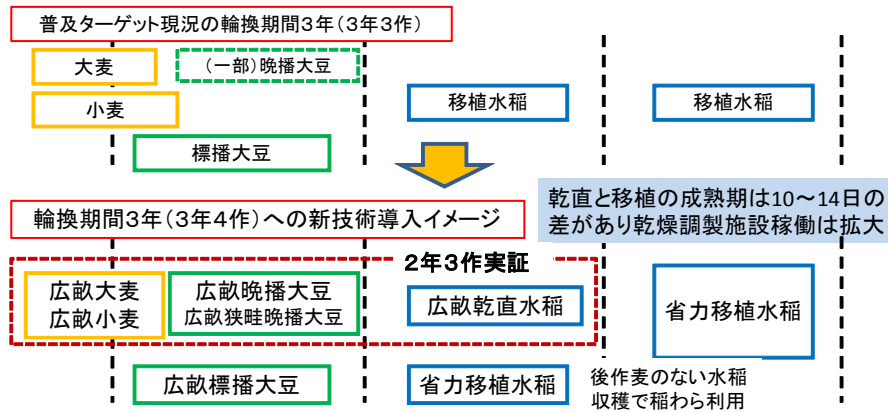 普及ターゲット現況の輪換期間3年(3年3作)
大麦
(一部)晩播大豆
小麦
移植水稲
移植水稲
標播大豆
乾直と移植の成熟期は10～14日の
差があり乾燥調製施設稼働は拡大
輪換期間3年(3年4作)への新技術導入イメージ
2年3作実証
広畝大麦
広畝小麦
広畝晩播大豆
広畝狭畦晩播大豆
広畝乾直水稲
省力移植水稲
広畝標播大豆
省力移植水稲
後作麦のない水稲
収穫で稲わら利用